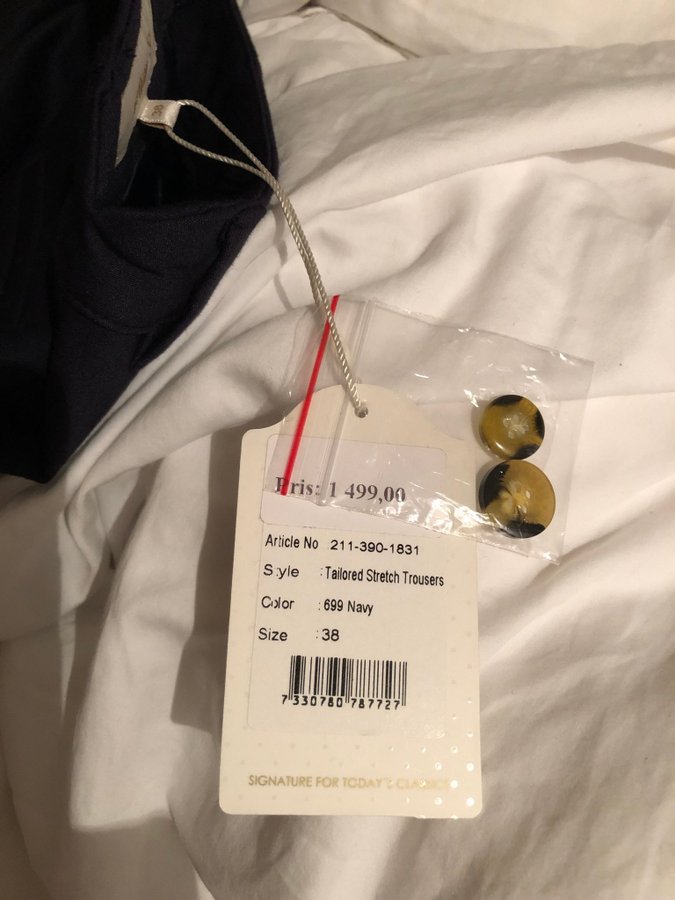 38
Pris: 1 499,00
Article No : 211-390-1831
Style : Tailored Stretch Trousers
Color : 699 Navy
Size : 38
7 330780 787727
SIGNATURE FOR TODAY'S CLASSICS